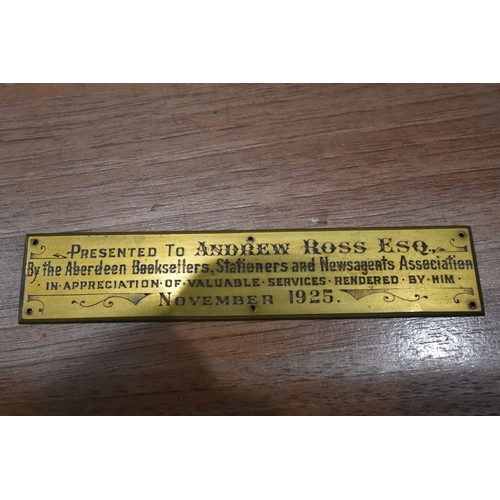 PRESENTED TO ANDREW ROSS ESQ.,
By the Aberdeen Booksellers, Stationers and Newsagents Association
IN · APPRECIATION · OF · VALUABLE · SERVICES · RENDERED · BY · HIM ·
NOVEMBER 1925.